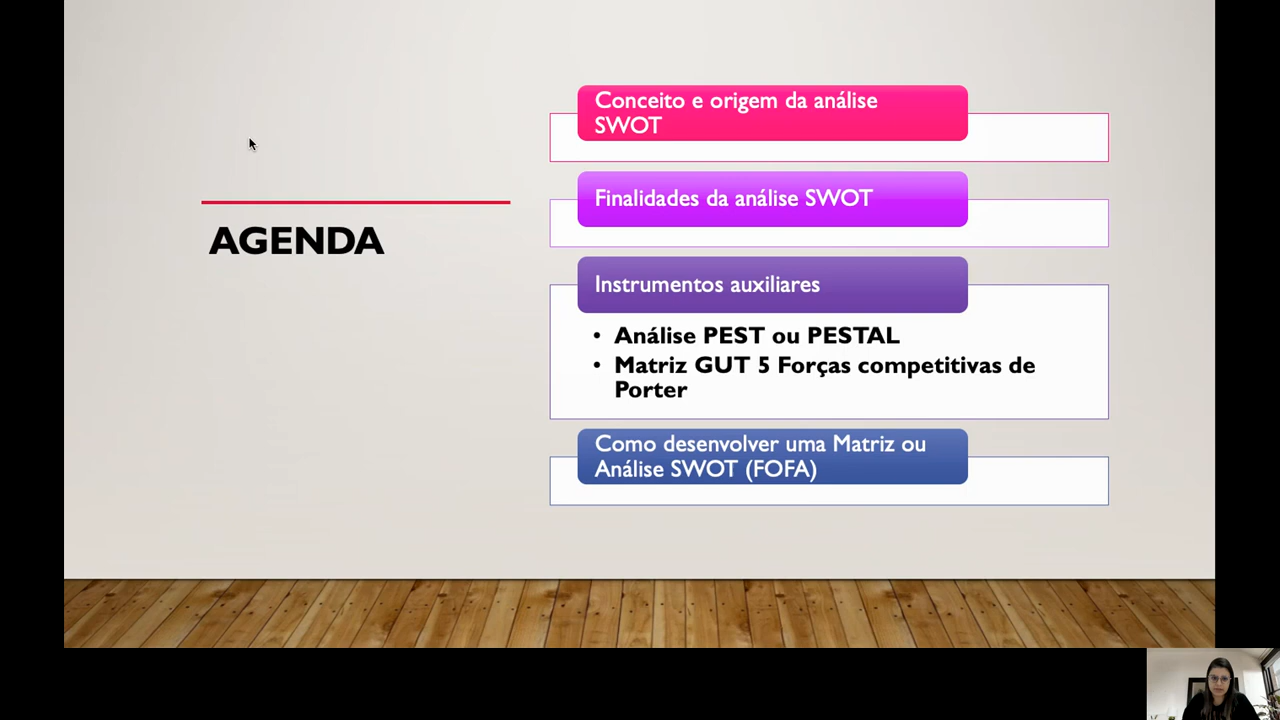 AGENDA
Conceito e origem da análise
SWOT
Finalidades da análise SWOT
Instrumentos auxiliares
• Análise PEST ou PESTAL
• Matriz GUT 5 Forças competitivas de
Porter
Como desenvolver uma Matriz ou
Análise SWOT (FOFA)